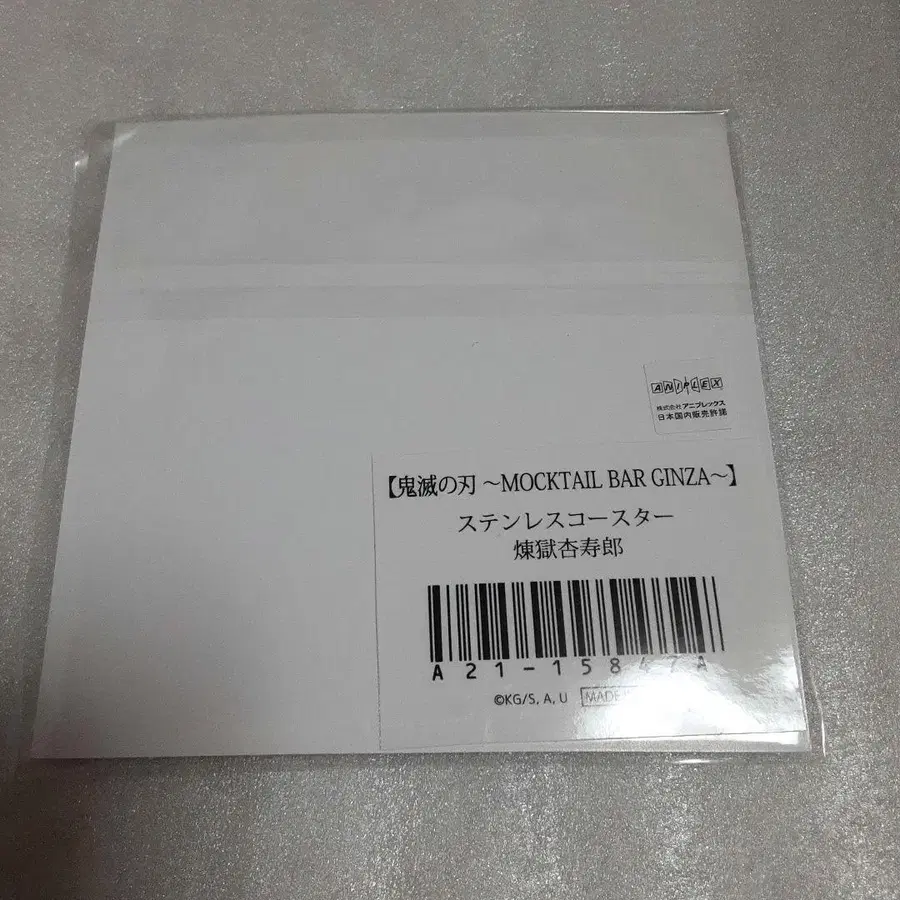 ANIPLEX
株式会社アニプレックス
日本国内販売許諾
【鬼滅の刃 ～MOCKTAIL BAR GINZA～】
ステンレスコースター
煉獄杏寿郎
A21-15847A
©KG/S, A, U MADE